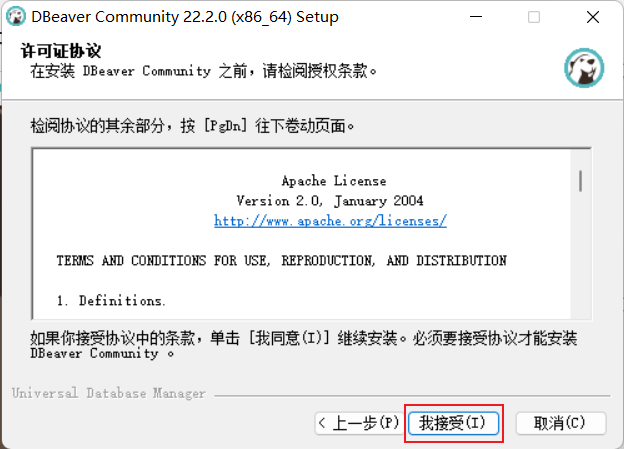 DBeaver Community 22.2.0 (x86_64) Setup
许可证协议
在安装 DBeaver Community 之前，请检阅授权条款。
检阅协议的其余部分，按 [PgDn] 往下卷动页面。
Apache License
Version 2.0, January 2004
http://www.apache.org/licenses/
TERMS AND CONDITIONS FOR USE, REPRODUCTION, AND DISTRIBUTION
1. Definitions.
如果你接受协议中的条款，单击 [我同意(I)] 继续安装。必须要接受协议才能安装
DBeaver Community 。
Universal Database Manager
< 上一步(P) 我接受(I) 取消(C)